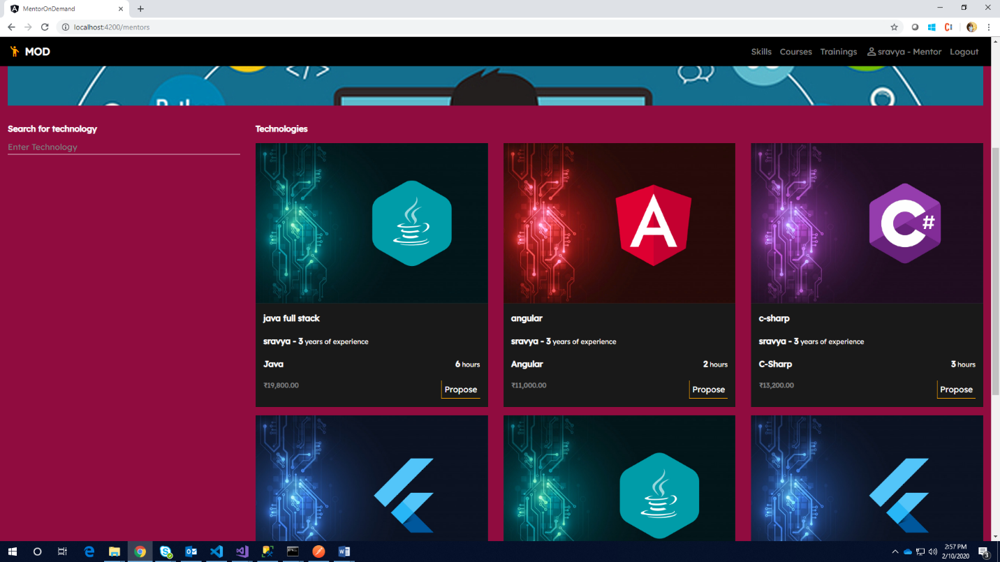 MentorOnDemand
localhost:4200/mentors
MOD
Skills Courses Trainings sravya - Mentor Logout
</>
Python
Search for technology
Enter Technology
Technologies
C#
java full stack
sravya - 3 years of experience
Java 6 hours
₹19,800.00
Propose
angular
sravya - 3 years of experience
Angular 2 hours
₹11,000.00
Propose
c-sharp
sravya - 3 years of experience
C-Sharp 3 hours
₹13,200.00
Propose
2:57 PM
2/10/2020
3